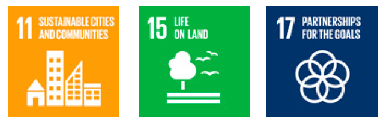 11 SUSTAINABLE CITIES
AND COMMUNITIES
15 LIFE
ON LAND
17 PARTNERSHIPS
FOR THE GOALS